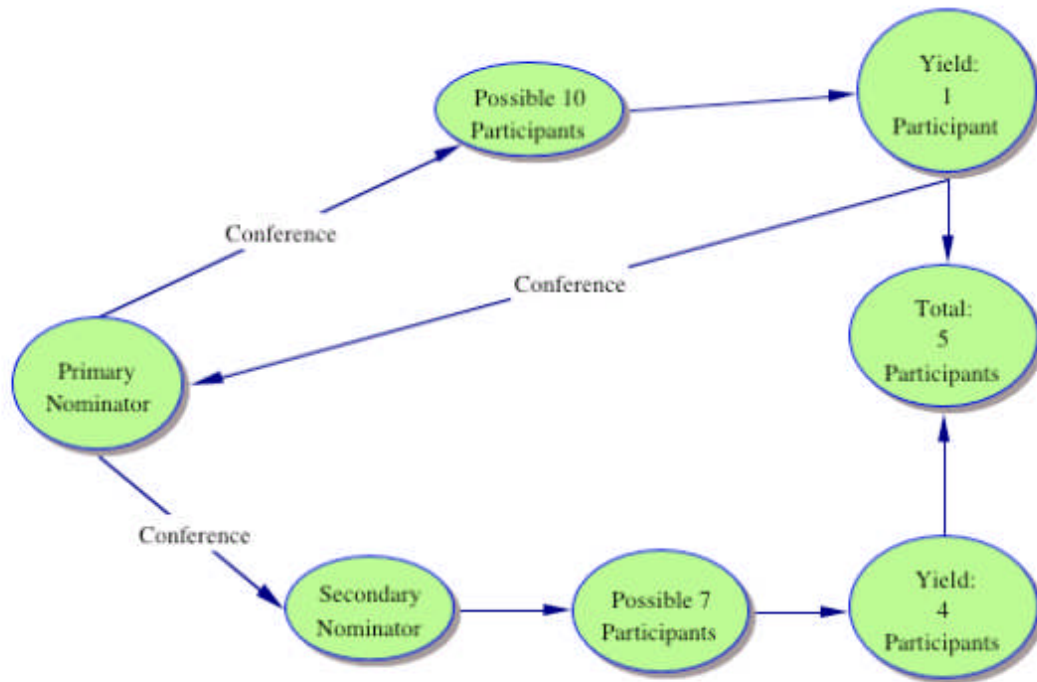 Possible 10
Participants
Yield:
1
Participant
Conference
Conference
Total:
5
Participants
Primary
Nominator
Conference
Secondary
Nominator
Possible 7
Participants
Yield:
4
Participants